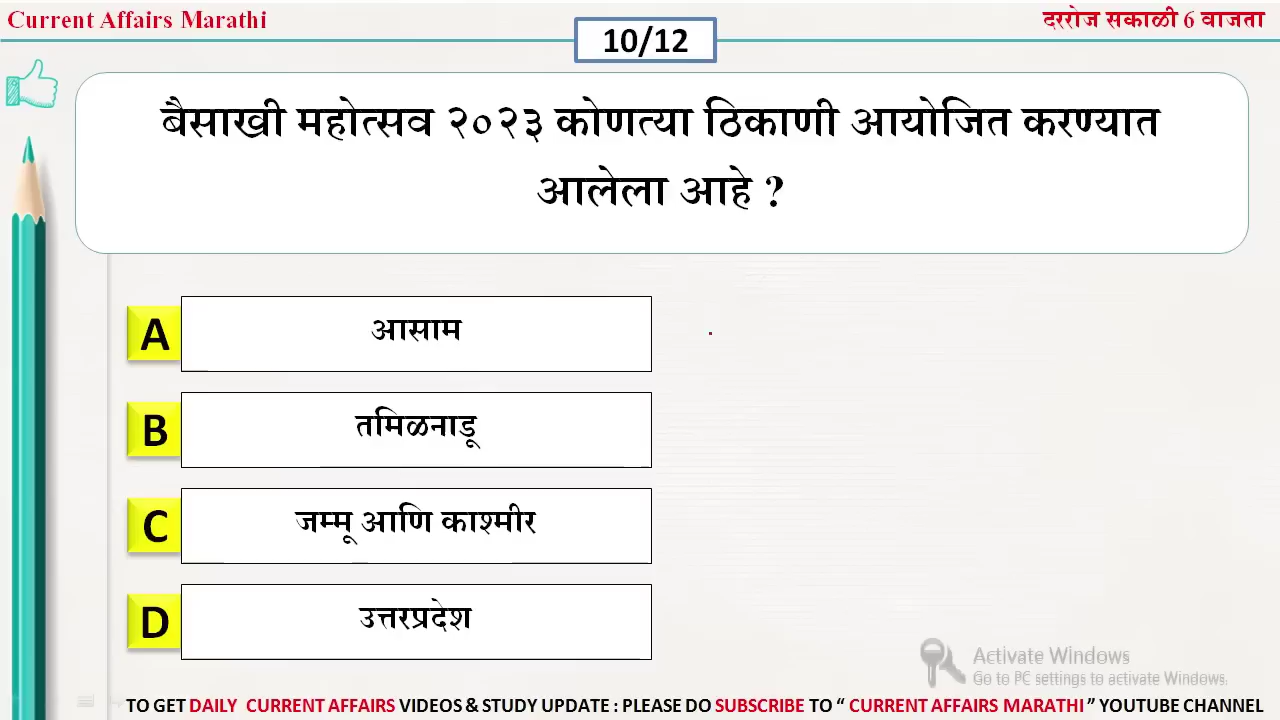 Current Affairs Marathi
दररोज सकाळी 6 वाजता
10/12
बैसाखी महोत्सव २०२३ कोणत्या ठिकाणी आयोजित करण्यात
आलेला आहे ?
A आसाम
B तमिळनाडू
C जम्मू आणि काश्मीर
D उत्तरप्रदेश
Activate Windows
Go to PC settings to activate Windows.
TO GET DAILY CURRENT AFFAIRS VIDEOS & STUDY UPDATE : PLEASE DO SUBSCRIBE TO “ CURRENT AFFAIRS MARATHI ” YOUTUBE CHANNEL